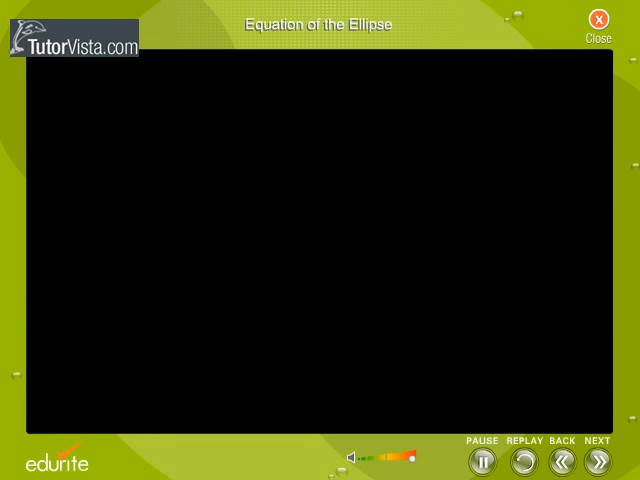 Equation of the Ellipse
X
Close
TutorVista.com
PAUSE REPLAY BACK NEXT
edurite